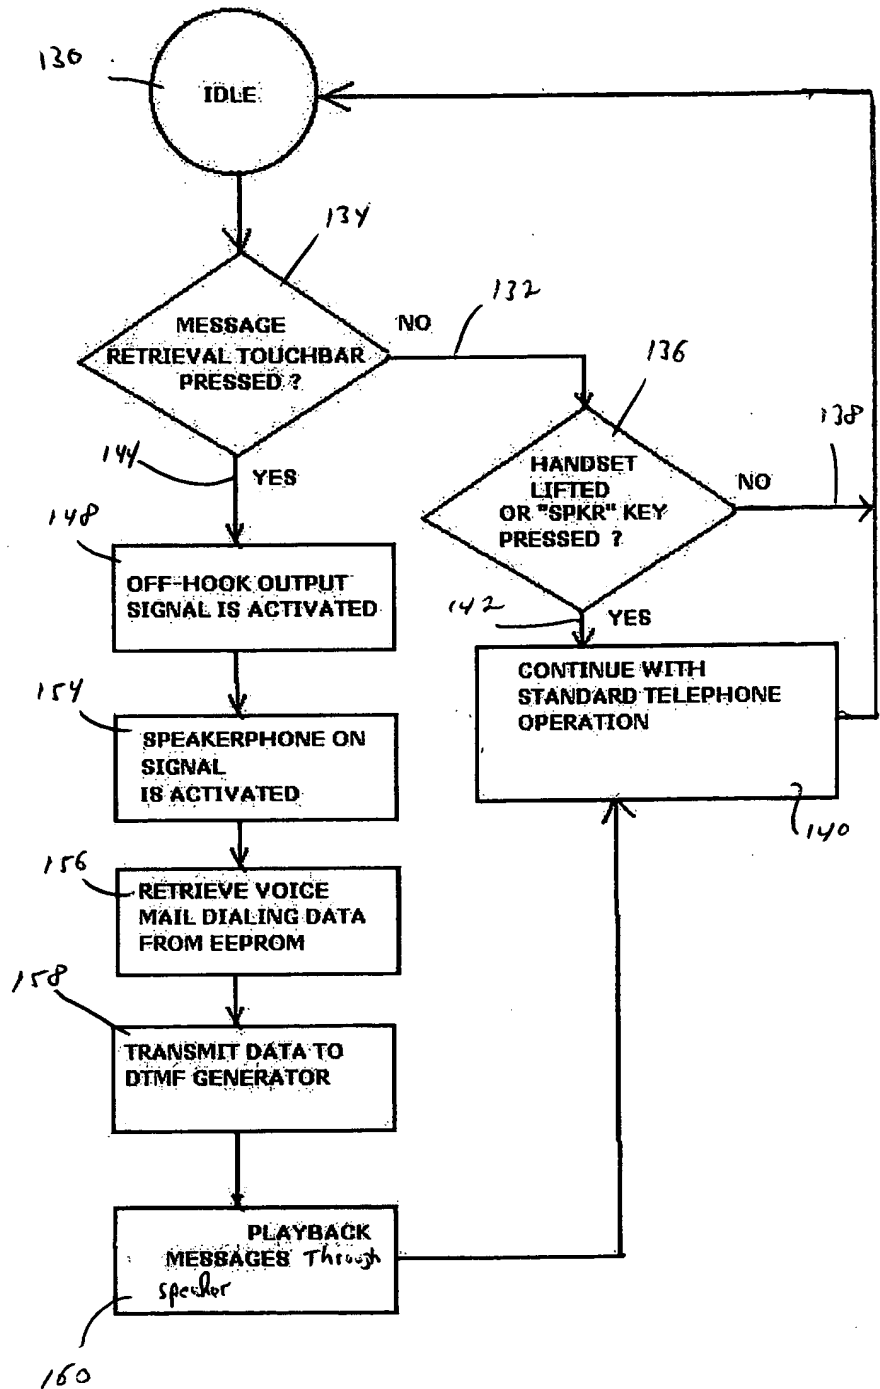 130
IDLE
134
MESSAGE
RETRIEVAL TOUCHBAR
PRESSED ?
NO
132
136
138
144
YES
HANDSET
LIFTED
OR "SPKR" KEY
PRESSED ?
NO
148
OFF-HOOK OUTPUT
SIGNAL IS ACTIVATED
142
YES
CONTINUE WITH
STANDARD TELEPHONE
OPERATION
140
154
SPEAKERPHONE ON
SIGNAL
IS ACTIVATED
156
RETRIEVE VOICE
MAIL DIALING DATA
FROM EEPROM
158
TRANSMIT DATA TO
DTMF GENERATOR
PLAYBACK
MESSAGES Through
speaker
160